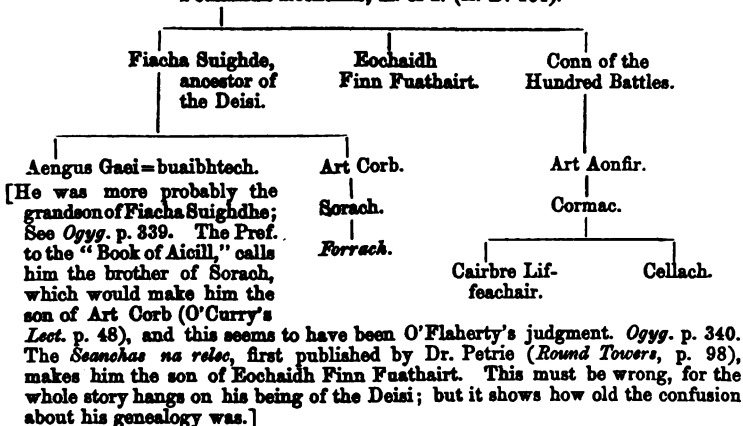 Fiacha Suighde,
ancestor of
the Deisi.
Eochaidh
Finn Fuathairt.
Conn of the
Hundred Battles.
Aengus Gaei=buaibhtech.
Art Corb.
Art Aonfir.
[He was more probably the
grandson of Fiacha Suighdhe;
See Ogyg. p. 339. The Pref.
to the “Book of Aicill,” calls
him the brother of Sorach,
which would make him the
son of Art Corb (O'Curry's
Sorach.
Forrach.
Cormac.
Cairbre Lif-
feachair.
Cellach.
Lect. p. 48), and this seems to have been O'Flaherty's judgment. Ogyg. p. 340.
The Seanchas na relec, first published by Dr. Petrie (Round Towers, p. 98),
makes him the son of Eochaidh Finn Fuathairt. This must be wrong, for the
whole story hangs on his being of the Deisi; but it shows how old the confusion
about his genealogy was.]